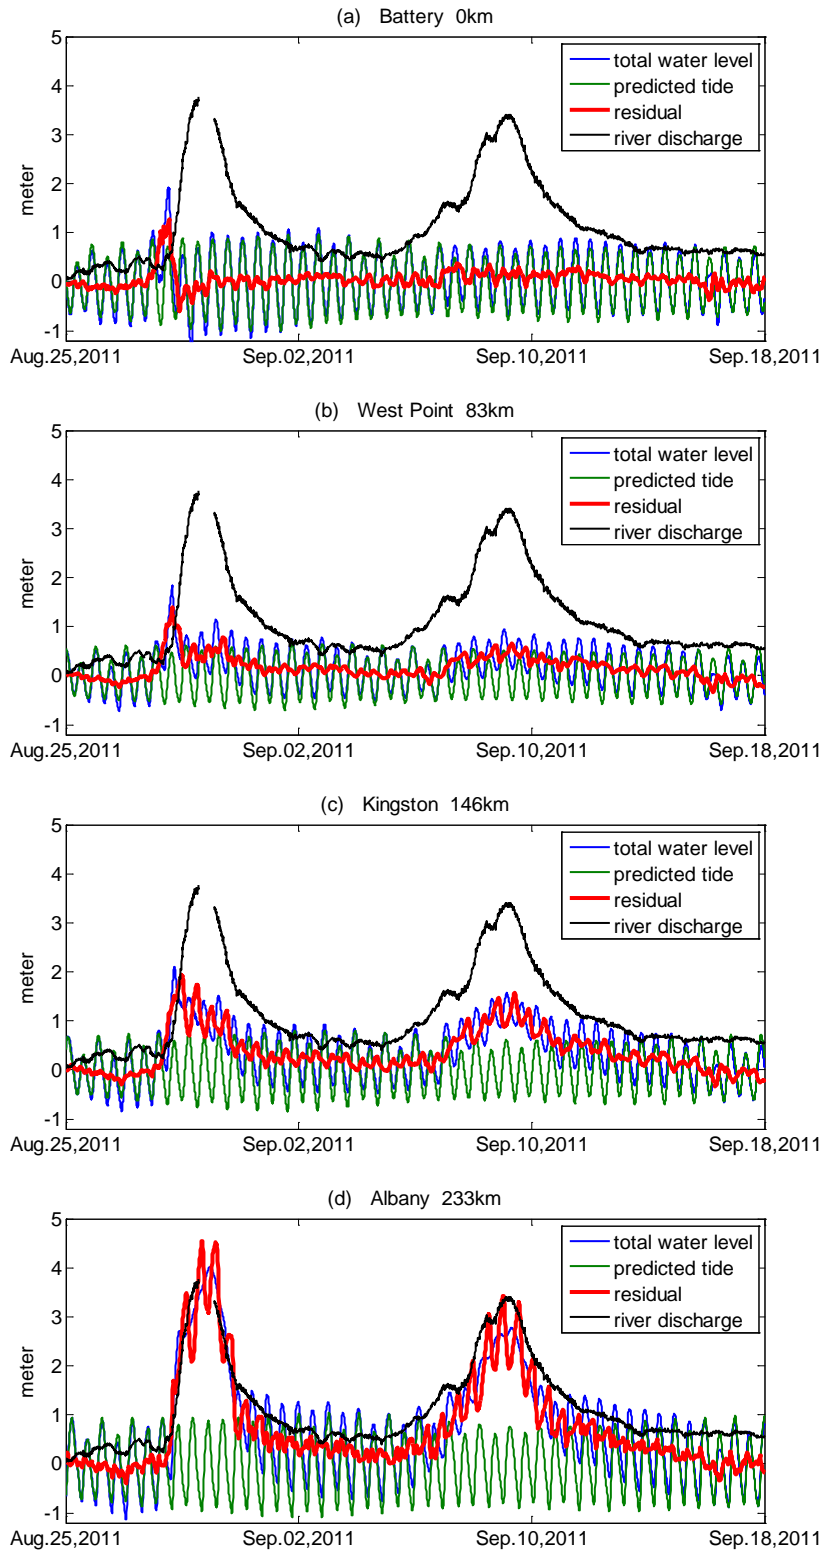 (a) Battery 0km
5
4
3
2
1
0
-1
meter
total water level
predicted tide
residual
river discharge
Aug.25,2011 Sep.02,2011 Sep.10,2011 Sep.18,2011
(b) West Point 83km
5
4
3
2
1
0
-1
meter
total water level
predicted tide
residual
river discharge
Aug.25,2011 Sep.02,2011 Sep.10,2011 Sep.18,2011
(c) Kingston 146km
5
4
3
2
1
0
-1
meter
total water level
predicted tide
residual
river discharge
Aug.25,2011 Sep.02,2011 Sep.10,2011 Sep.18,2011
(d) Albany 233km
5
4
3
2
1
0
-1
meter
total water level
predicted tide
residual
river discharge
Aug.25,2011 Sep.02,2011 Sep.10,2011 Sep.18,2011